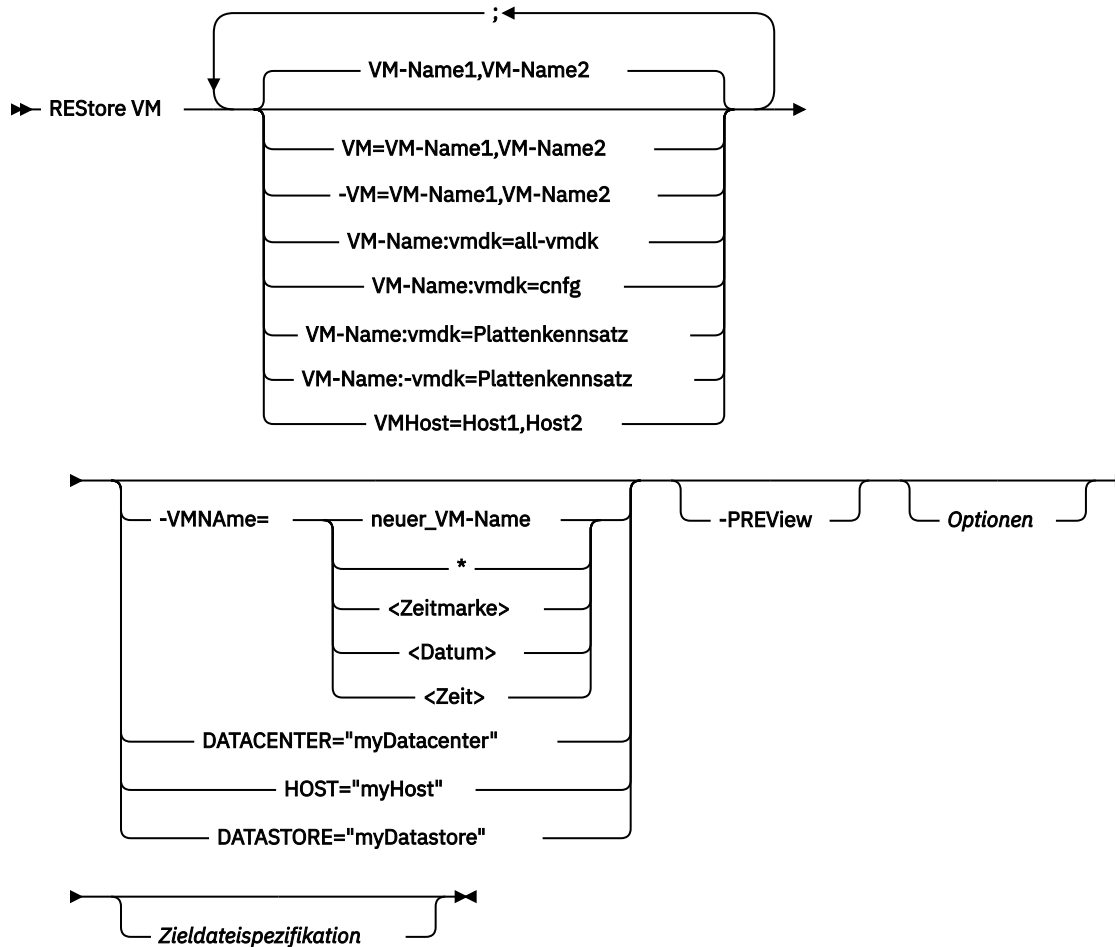 ;
VM-Name1,VM-Name2
REStore VM
VM=VM-Name1,VM-Name2
-VM=VM-Name1,VM-Name2
VM-Name:vmdk=all-vmdk
VM-Name:vmdk=cnfg
VM-Name:vmdk=Plattenkennsatz
VM-Name:-vmdk=Plattenkennsatz
VMHost=Host1,Host2
-VMNAme= neuer_VM-Name -PREView Optionen
*
<Zeitmarke>
<Datum>
<Zeit>
DATACENTER="myDatacenter"
HOST="myHost"
DATASTORE="myDatastore"
Zieldateispezifikation